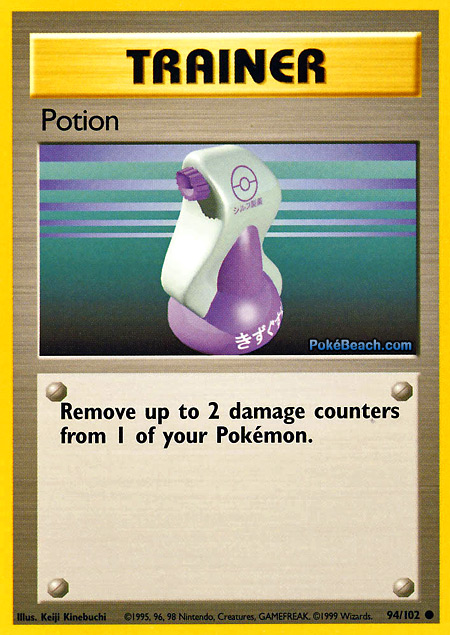 TRAINER
Potion
シルフ製薬
きずぐす
PokéBeach.com
Remove up to 2 damage counters
from 1 of your Pokémon.
Illus. Keiji Kinebuchi ©1995, 96, 98 Nintendo, Creatures, GAMEFREAK. ©1999 Wizards. 94/102